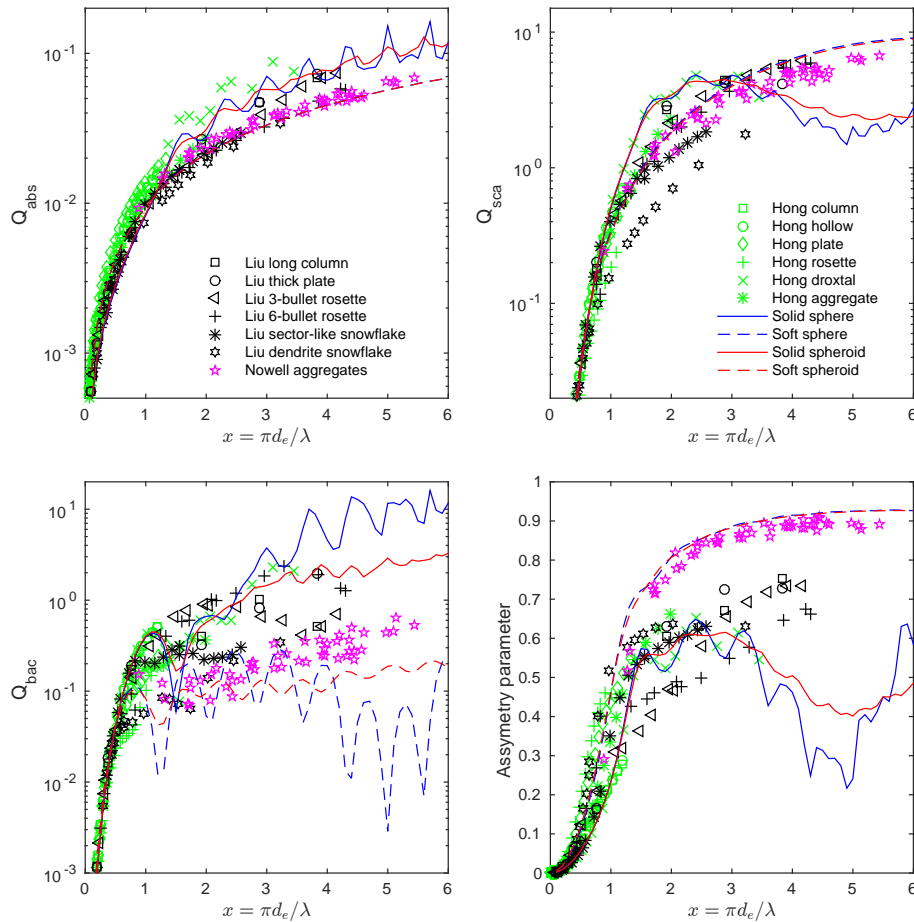 10^-1
10^-2
10^-3
Q_abs
0 1 2 3 4 5 6
x = πd_e/λ
Liu long column
Liu thick plate
Liu 3-bullet rosette
Liu 6-bullet rosette
Liu sector-like snowflake
Liu dendrite snowflake
Nowell aggregates
10^1
10^0
10^-1
Q_sca
0 1 2 3 4 5 6
x = πd_e/λ
Hong column
Hong hollow
Hong plate
Hong rosette
Hong droxtal
Hong aggregate
Solid sphere
Soft sphere
Solid spheroid
Soft spheroid
10^1
10^0
10^-1
10^-2
10^-3
Q_bac
0 1 2 3 4 5 6
x = πd_e/λ
1
0.9
0.8
0.7
0.6
0.5
0.4
0.3
0.2
0.1
0
Assymetry parameter
0 1 2 3 4 5 6
x = πd_e/λ